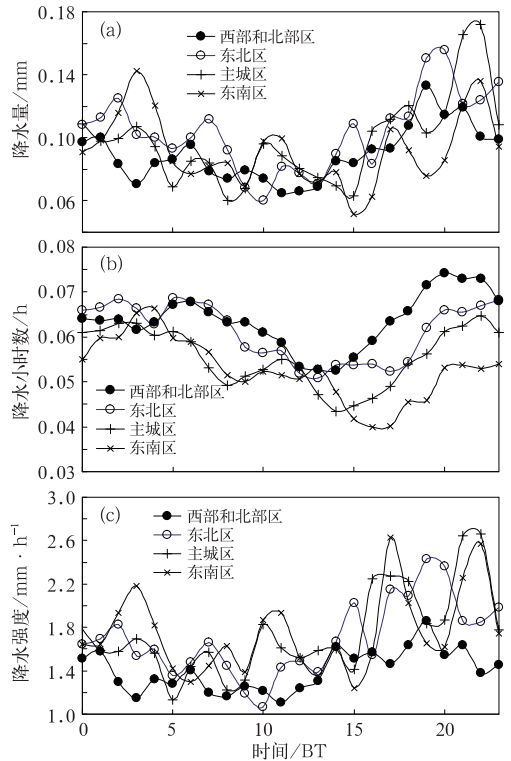 (a)
西部和北部区
东北区
主城区
东南区
降水量/mm
0.18
0.14
0.10
0.06
(b)
西部和北部区
东北区
主城区
东南区
降水小时数/h
0.08
0.07
0.06
0.05
0.04
0.03
(c)
西部和北部区
东北区
主城区
东南区
降水强度/mm·h⁻¹
3.0
2.6
2.2
1.8
1.4
1.0
0 5 10 15 20
时间/BT